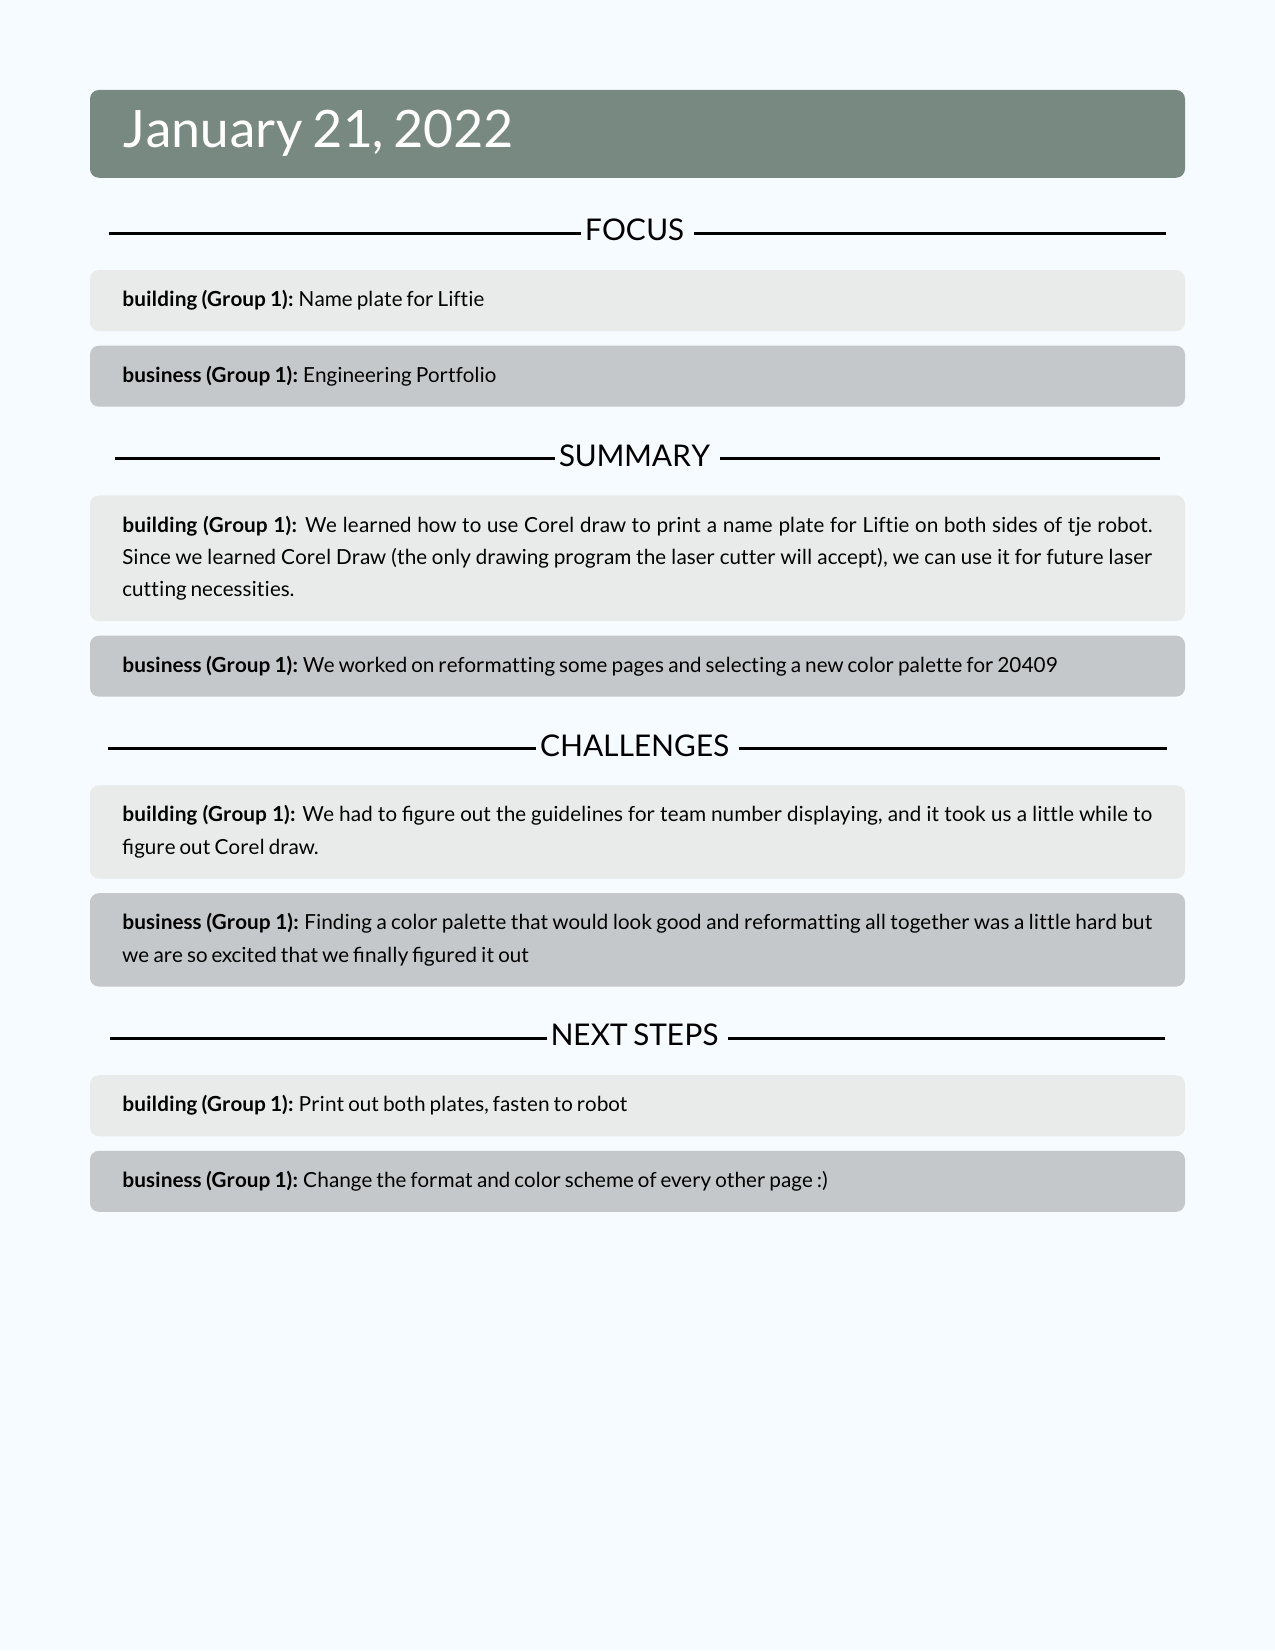 January 21, 2022
FOCUS
building (Group 1): Name plate for Liftie
business (Group 1): Engineering Portfolio
SUMMARY
building (Group 1): We learned how to use Corel draw to print a name plate for Liftie on both sides of tje robot.
Since we learned Corel Draw (the only drawing program the laser cutter will accept), we can use it for future laser
cutting necessities.
business (Group 1): We worked on reformatting some pages and selecting a new color palette for 20409
CHALLENGES
building (Group 1): We had to figure out the guidelines for team number displaying, and it took us a little while to
figure out Corel draw.
business (Group 1): Finding a color palette that would look good and reformatting all together was a little hard but
we are so excited that we finally figured it out
NEXT STEPS
building (Group 1): Print out both plates, fasten to robot
business (Group 1): Change the format and color scheme of every other page :)